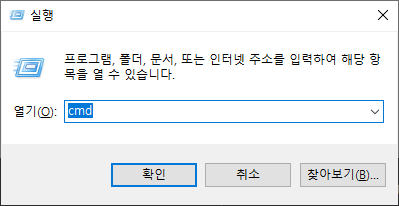 실행
프로그램, 폴더, 문서, 또는 인터넷 주소를 입력하여 해당 항
목을 열 수 있습니다.
열기(O): cmd
확인 취소 찾아보기(B)...